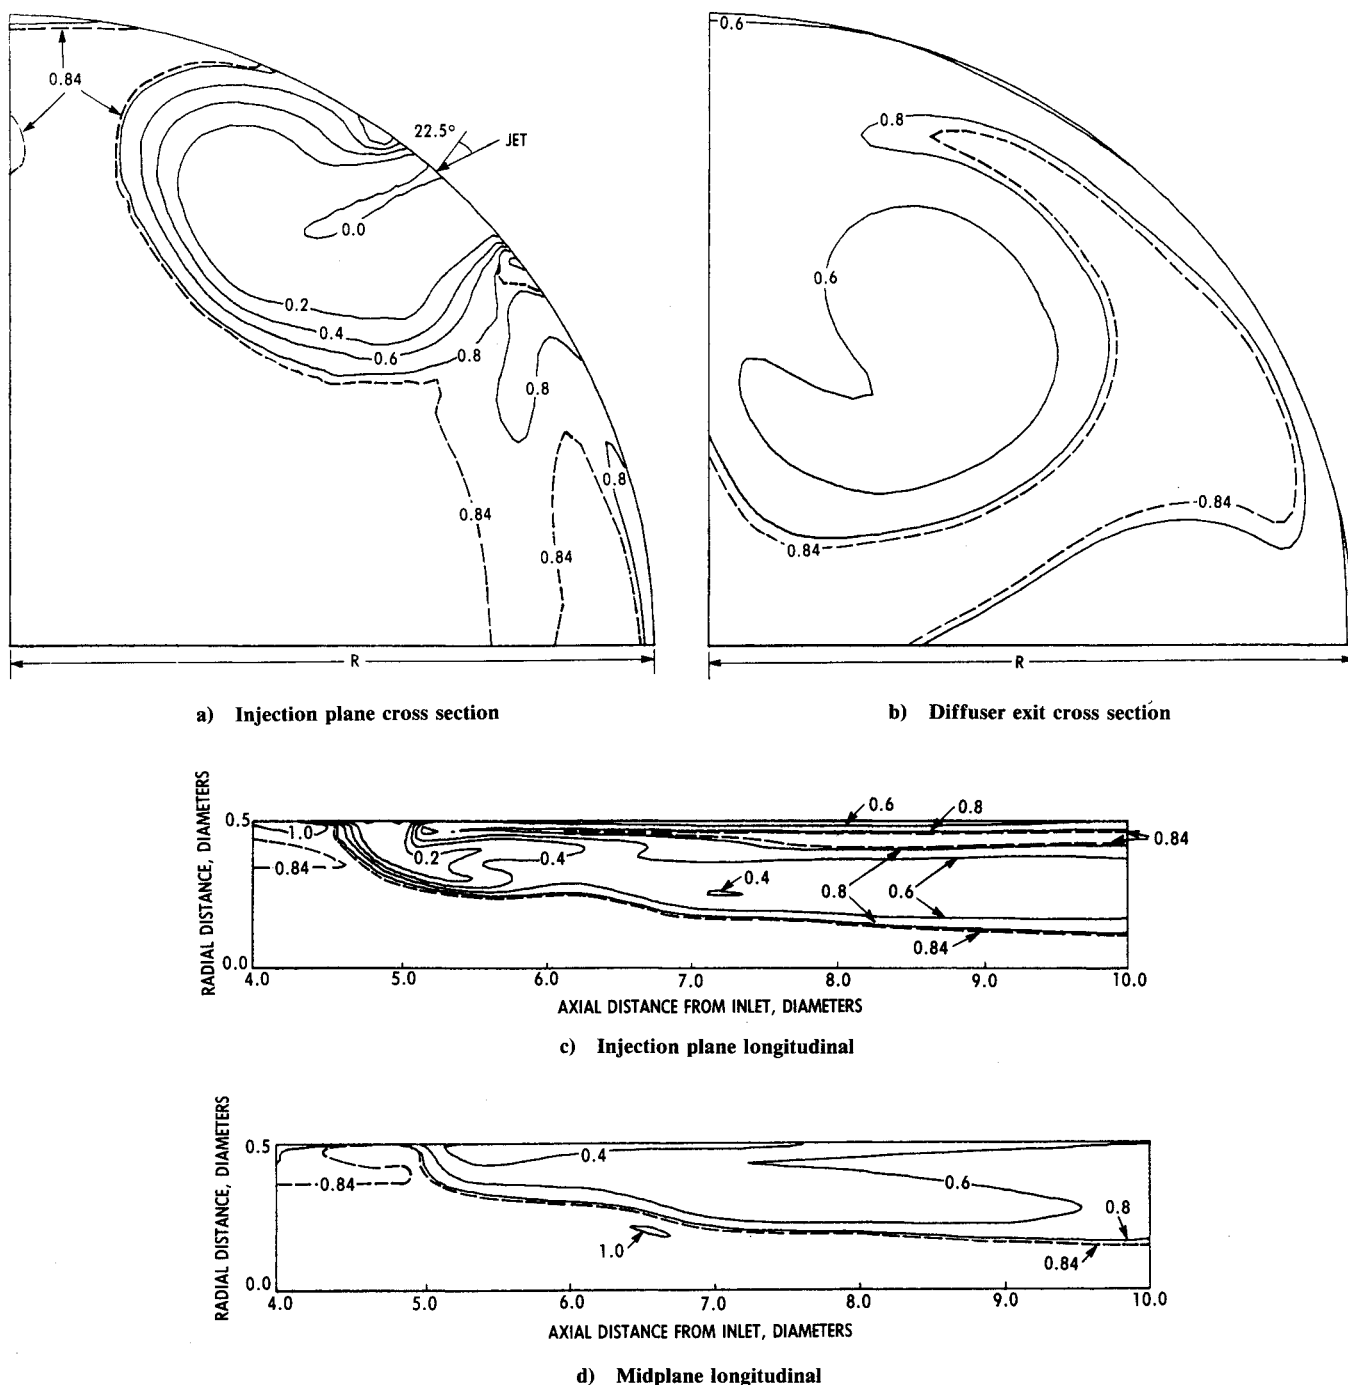 0.84
22.5°
JET
0.0
0.2
0.4
0.6
0.8
0.8
0.8
0.84
0.84
R
a) Injection plane cross section
0.6
0.8
0.6
0.84
0.84
R
b) Diffuser exit cross section
RADIAL DISTANCE, DIAMETERS
0.5
0.0
1.0
0.84
0.2
0.4
0.4
0.6
0.8
0.84
0.8
0.6
0.84
4.0 5.0 6.0 7.0 8.0 9.0 10.0
AXIAL DISTANCE FROM INLET, DIAMETERS
c) Injection plane longitudinal
RADIAL DISTANCE, DIAMETERS
0.5
0.0
0.84
0.4
0.6
0.8
1.0
0.84
4.0 5.0 6.0 7.0 8.0 9.0 10.0
AXIAL DISTANCE FROM INLET, DIAMETERS
d) Midplane longitudinal